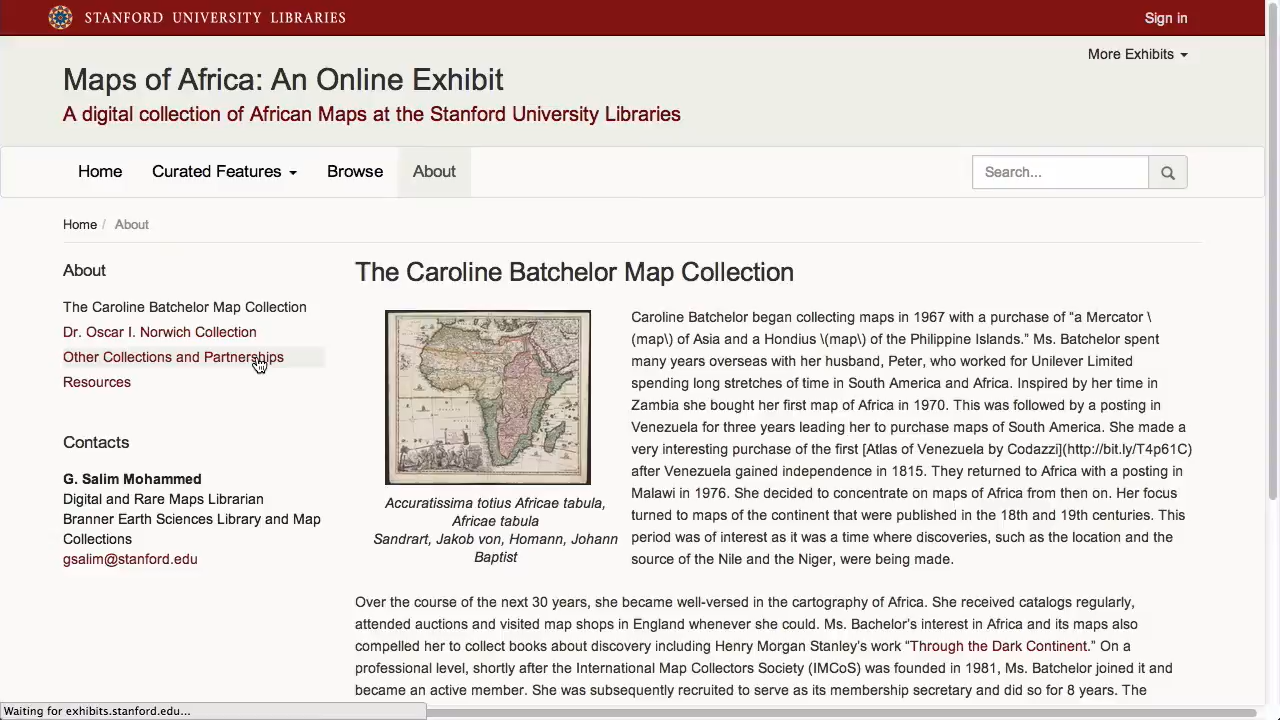 STANFORD UNIVERSITY LIBRARIES
Sign in
More Exhibits
Maps of Africa: An Online Exhibit
A digital collection of African Maps at the Stanford University Libraries
Home
Curated Features
Browse
About
Search...
Home / About
About
The Caroline Batchelor Map Collection
Dr. Oscar I. Norwich Collection
Other Collections and Partnerships
Resources
Contacts
G. Salim Mohammed
Digital and Rare Maps Librarian
Branner Earth Sciences Library and Map
Collections
gsalim@stanford.edu
The Caroline Batchelor Map Collection
Accuratissima totius Africae tabula,
Africae tabula
Sandrart, Jakob von, Homann, Johann
Baptist
Caroline Batchelor began collecting maps in 1967 with a purchase of “a Mercator \
(map\) of Asia and a Hondius \(map\) of the Philippine Islands.” Ms. Batchelor spent
many years overseas with her husband, Peter, who worked for Unilever Limited
spending long stretches of time in South America and Africa. Inspired by her time in
Zambia she bought her first map of Africa in 1970. This was followed by a posting in
Venezuela for three years leading her to purchase maps of South America. She made a
very interesting purchase of the first [Atlas of Venezuela by Codazzi](http://bit.ly/T4p61C)
after Venezuela gained independence in 1815. They returned to Africa with a posting in
Malawi in 1976. She decided to concentrate on maps of Africa from then on. Her focus
turned to maps of the continent that were published in the 18th and 19th centuries. This
period was of interest as it was a time where discoveries, such as the location and the
source of the Nile and the Niger, were being made.
Over the course of the next 30 years, she became well-versed in the cartography of Africa. She received catalogs regularly,
attended auctions and visited map shops in England whenever she could. Ms. Bachelor’s interest in Africa and its maps also
compelled her to collect books about discovery including Henry Morgan Stanley’s work “Through the Dark Continent.” On a
professional level, shortly after the International Map Collectors Society (IMCoS) was founded in 1981, Ms. Batchelor joined it and
became an active member. She was subsequently recruited to serve as its membership secretary and did so for 8 years. The
Waiting for exhibits.stanford.edu...